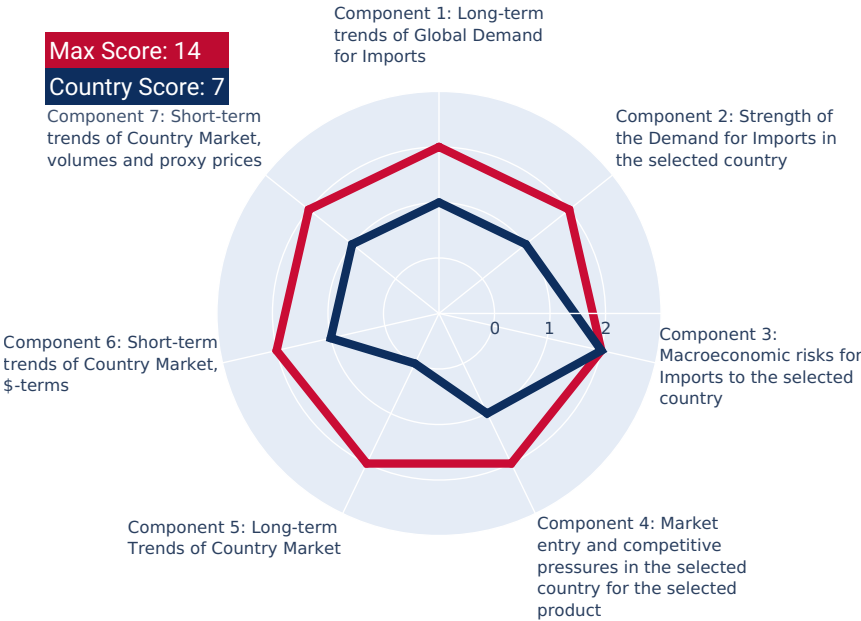 Component 1: Long-term
trends of Global Demand
for Imports
Max Score: 14
Country Score: 7
Component 7: Short-term
trends of Country Market,
volumes and proxy prices
Component 2: Strength of
the Demand for Imports in
the selected country
0
1
2
Component 3:
Macroeconomic risks for
Imports to the selected
country
Component 6: Short-term
trends of Country Market,
$-terms
Component 5: Long-term
Trends of Country Market
Component 4: Market
entry and competitive
pressures in the selected
country for the selected
product